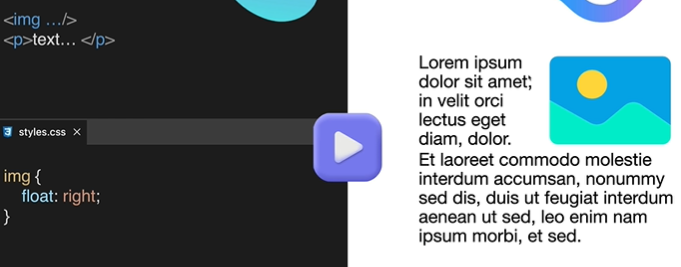 <img .../>
<p>text... </p>
styles.css ×
img {
float: right;
}
Lorem ipsum
dolor sit amet;
in velit orci
lectus eget
diam, dolor.
Et laoreet commodo molestie
interdum accumsan, nonummy
sed dis, duis ut feugiat interdum
aenean ut sed, leo enim nam
ipsum morbi, et sed.